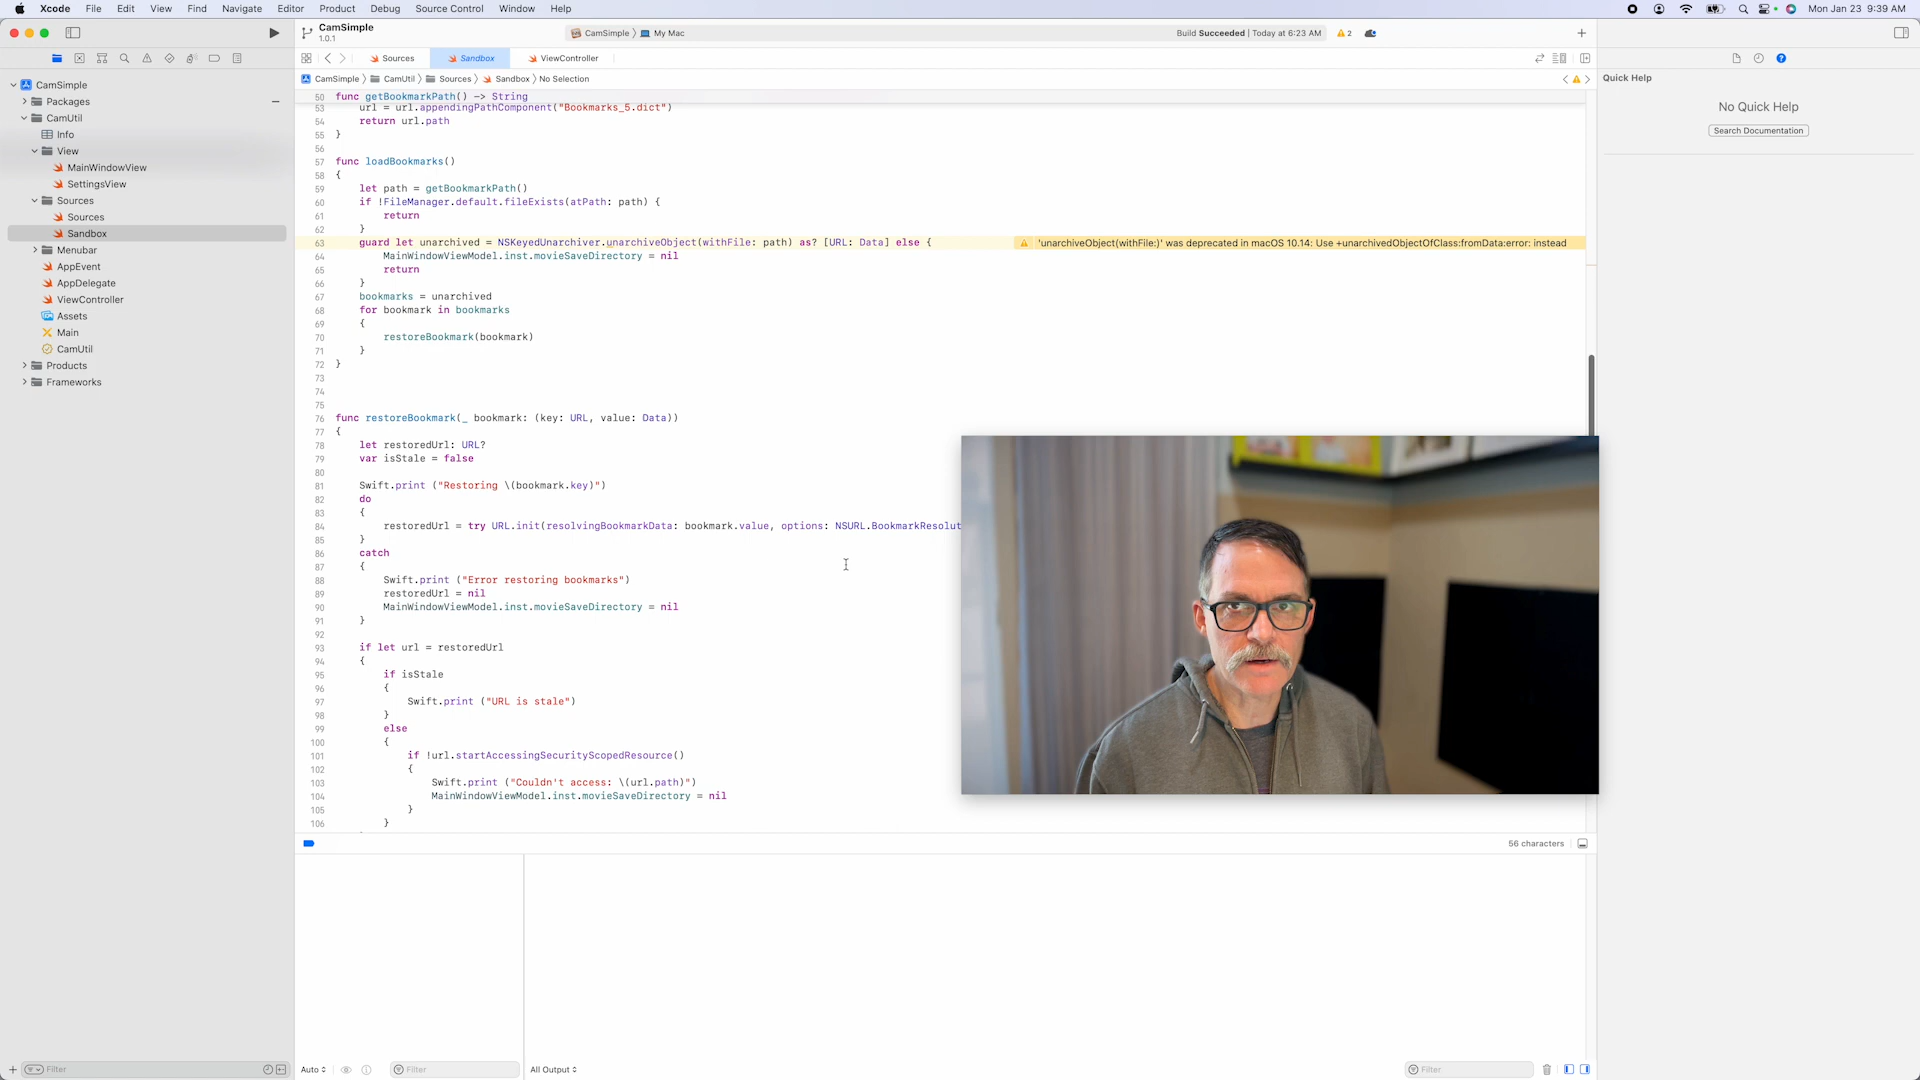 Xcode File Edit View Find Navigate Editor Product Debug Source Control Window Help
Mon Jan 23 9:39 AM
CamSimple
1.0.1
CamSimple My Mac
Build Succeeded | Today at 6:23 AM 2
Sources Sandbox ViewController
CamSimple CamUtil Sources Sandbox No Selection
CamSimple
Packages
CamUtil
Info
View
MainWindowView
SettingsView
Sources
Sources
Sandbox
Menubar
AppEvent
AppDelegate
ViewController
Assets
Main
CamUtil
Products
Frameworks
Filter
50 func getBookmarkPath() -> String
53 url = url.appendingPathComponent("Bookmarks_5.dict")
54 return url.path
55 }
56
57 func loadBookmarks()
58 {
59 let path = getBookmarkPath()
60 if !FileManager.default.fileExists(atPath: path) {
61 return
62 }
63 guard let unarchived = NSKeyedUnarchiver.unarchiveObject(withFile: path) as? [URL: Data] else {
'unarchiveObject(withFile:)' was deprecated in macOS 10.14: Use +unarchivedObjectOfClass:fromData:error: instead
64 MainWindowViewModel.inst.movieSaveDirectory = nil
65 return
66 }
67 bookmarks = unarchived
68 for bookmark in bookmarks
69 {
70 restoreBookmark(bookmark)
71 }
72 }
73
74
75
76 func restoreBookmark(_ bookmark: (key: URL, value: Data))
77 {
78 let restoredUrl: URL?
79 var isStale = false
80
81 Swift.print ("Restoring \(bookmark.key)")
82 do
83 {
84 restoredUrl = try URL.init(resolvingBookmarkData: bookmark.value, options: NSURL.BookmarkResolut
85 }
86 catch
87 {
88 Swift.print ("Error restoring bookmarks")
89 restoredUrl = nil
90 MainWindowViewModel.inst.movieSaveDirectory = nil
91 }
92
93 if let url = restoredUrl
94 {
95 if isStale
96 {
97 Swift.print ("URL is stale")
98 }
99 else
100 {
101 if !url.startAccessingSecurityScopedResource()
102 {
103 Swift.print ("Couldn't access: \(url.path)")
104 MainWindowViewModel.inst.movieSaveDirectory = nil
105 }
106 }
56 characters
Auto
Filter
All Output
Filter
Quick Help
No Quick Help
Search Documentation